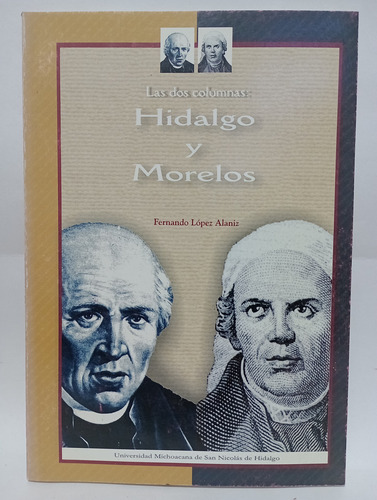 Las dos columnas:
Hidalgo
y
Morelos
Fernando López Alaniz
Universidad Michoacana de San Nicolás de Hidalgo